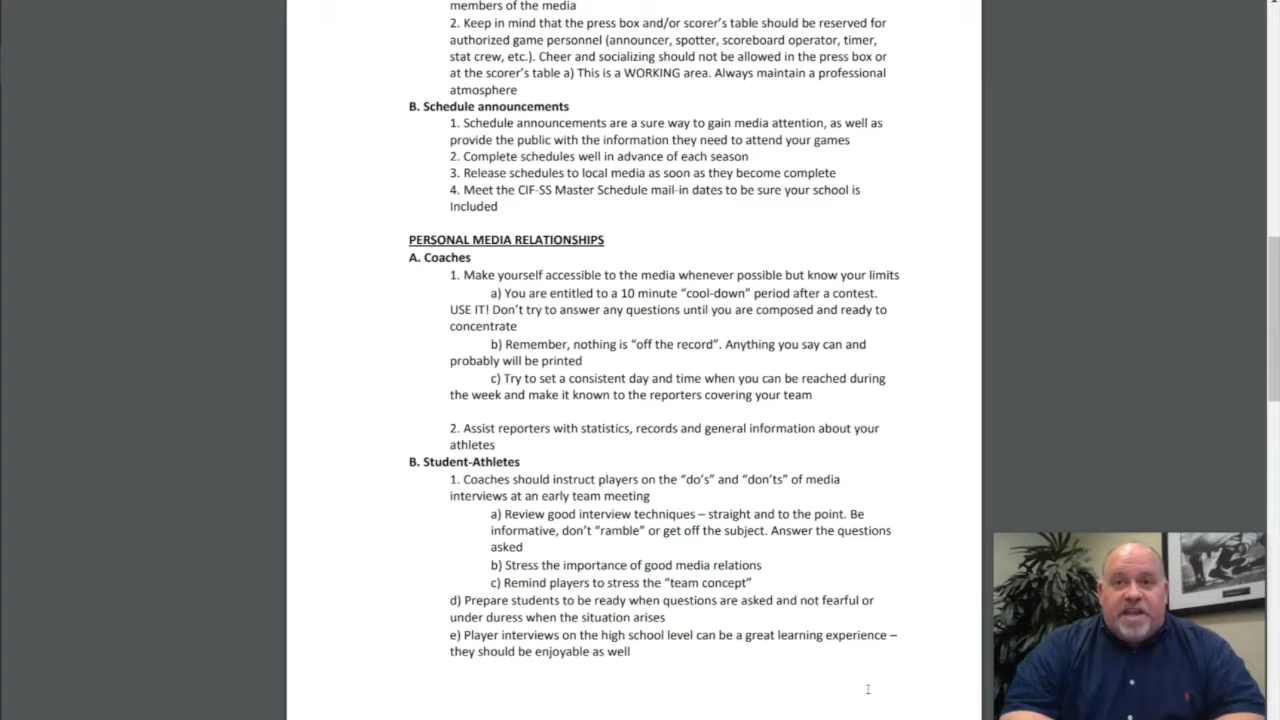 members of the media
2. Keep in mind that the press box and/or scorer's table should be reserved for
authorized game personnel (announcer, spotter, scoreboard operator, timer,
stat crew, etc.). Cheer and socializing should not be allowed in the press box or
at the scorer's table a) This is a WORKING area. Always maintain a professional
atmosphere
B. Schedule announcements
1. Schedule announcements are a sure way to gain media attention, as well as
provide the public with the information they need to attend your games
2. Complete schedules well in advance of each season
3. Release schedules to local media as soon as they become complete
4. Meet the CIF-SS Master Schedule mail-in dates to be sure your school is
Included
PERSONAL MEDIA RELATIONSHIPS
A. Coaches
1. Make yourself accessible to the media whenever possible but know your limits
a) You are entitled to a 10 minute “cool-down” period after a contest.
USE IT! Don't try to answer any questions until you are composed and ready to
concentrate
b) Remember, nothing is “off the record”. Anything you say can and
probably will be printed
c) Try to set a consistent day and time when you can be reached during
the week and make it known to the reporters covering your team
2. Assist reporters with statistics, records and general information about your
athletes
B. Student-Athletes
1. Coaches should instruct players on the “do's” and “don'ts” of media
interviews at an early team meeting
a) Review good interview techniques – straight and to the point. Be
informative, don't “ramble” or get off the subject. Answer the questions
asked
b) Stress the importance of good media relations
c) Remind players to stress the “team concept”
d) Prepare students to be ready when questions are asked and not fearful or
under duress when the situation arises
e) Player interviews on the high school level can be a great learning experience –
they should be enjoyable as well